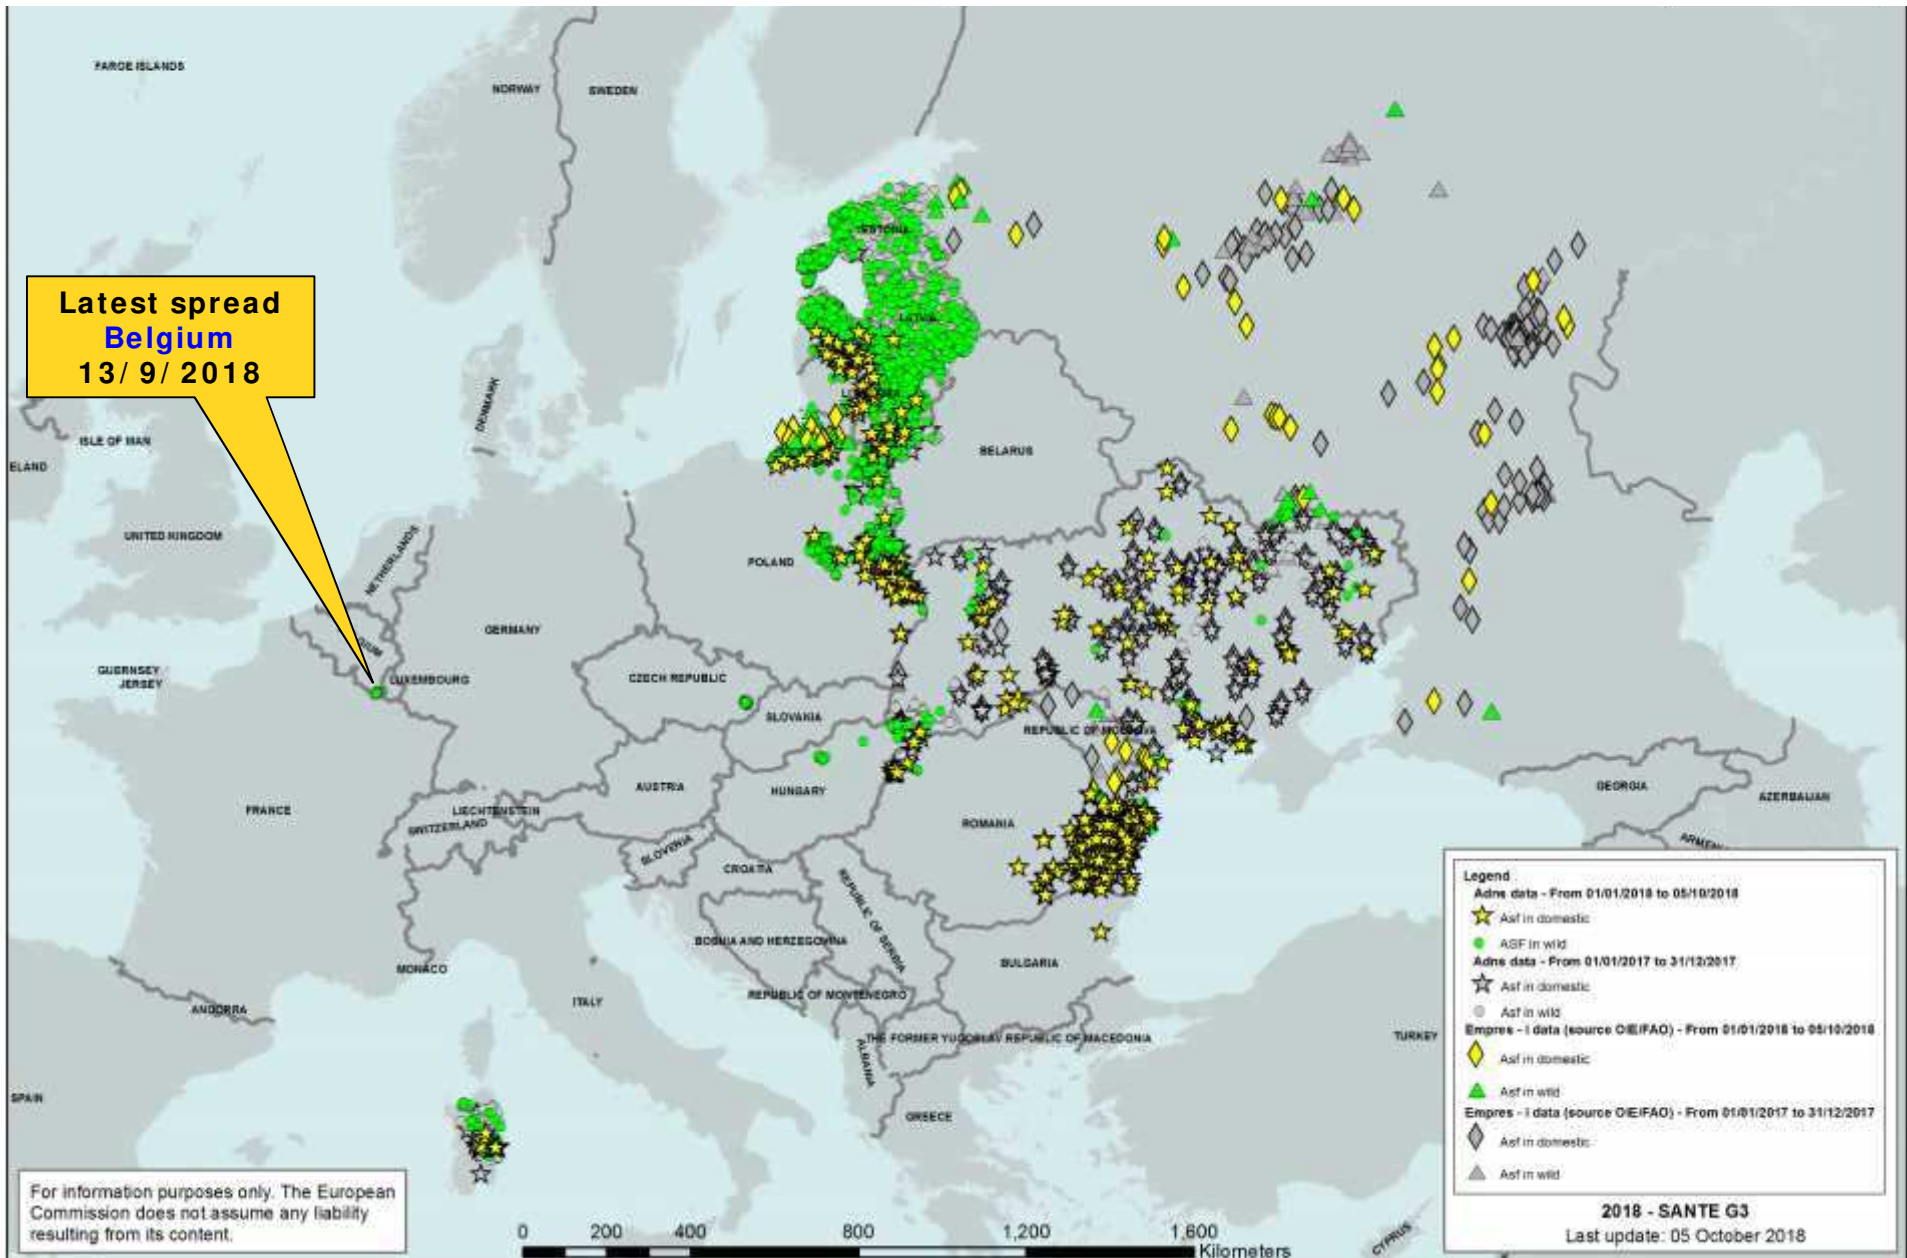 FAROE ISLANDS
NORWAY
SWEDEN
ESTONIA
LATVIA
Latest spread
Belgium
13/ 9/ 2018
DENMARK
ISLE OF MAN
ELAND
BELARUS
UNITED KINGDOM
NETHERLANDS
POLAND
GERMANY
GIUM
GUERNSEY
JERSEY
LUXEMBOURG
CZECH REPUBLIC
SLOVAKIA
REPUBLIC OF MOLDOVA
AUSTRIA
HUNGARY
FRANCE
LIECHTENSTEIN
SWITZERLAND
SLOVENIA
ROMANIA
CROATIA
GEORGIA
AZERBAIJAN
ARMENIA
REPUBLIC OF SERBIA
BOSNIA AND HERZEGOVINA
BULGARIA
MONACO
ITALY
REPUBLIC OF MONTENEGRO
ANDORRA
THE FORMER YUGOSLAV REPUBLIC OF MACEDONIA
ALBANIA
TURKEY
SPAIN
GREECE
CYPRUS
Legend
Adns data - From 01/01/2018 to 05/10/2018
Asf in domestic
ASF in wild
Adns data - From 01/01/2017 to 31/12/2017
Asf in domestic
Asf in wild
Empres - i data (source OIE/FAO) - From 01/01/2018 to 05/10/2018
Asf in domestic
Asf in wild
Empres - i data (source OIE/FAO) - From 01/01/2017 to 31/12/2017
Asf in domestic
Asf in wild
2018 - SANTE G3
Last update: 05 October 2018
For information purposes only. The European
Commission does not assume any liability
resulting from its content.
0 200 400 800 1,200 1,600
Kilometers